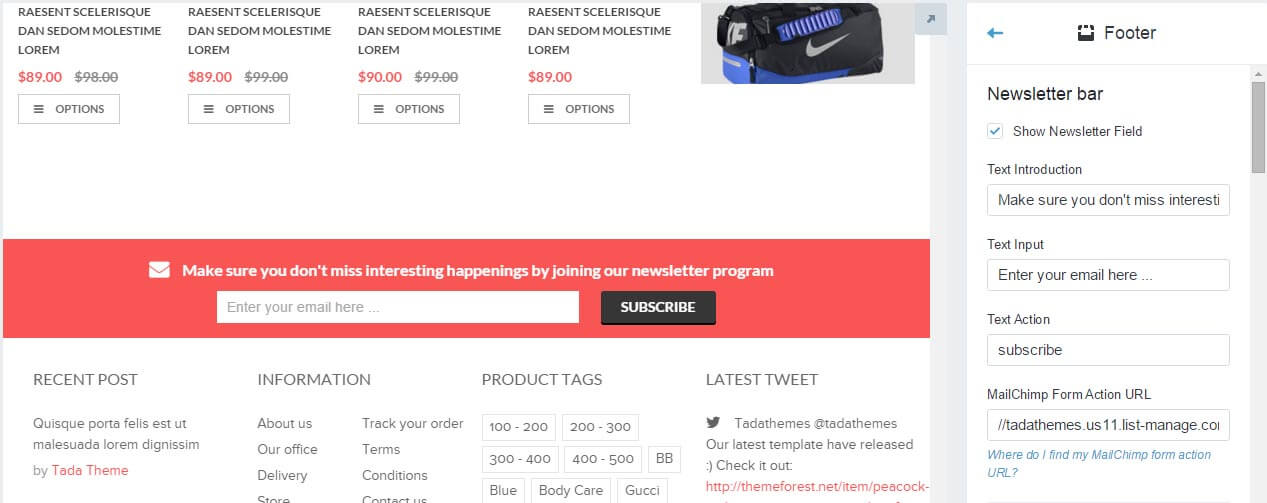 RAESENT SCELERISQUE
DAN SEDOM MOLESTIME
LOREM
$89.00 $98.00
OPTIONS
RAESENT SCELERISQUE
DAN SEDOM MOLESTIME
LOREM
$89.00 $99.00
OPTIONS
RAESENT SCELERISQUE
DAN SEDOM MOLESTIME
LOREM
$90.00 $99.00
OPTIONS
RAESENT SCELERISQUE
DAN SEDOM MOLESTIME
LOREM
$89.00
OPTIONS
Make sure you don't miss interesting happenings by joining our newsletter program
Enter your email here ...
SUBSCRIBE
RECENT POST
Quisque porta felis est ut
malesuada lorem dignissim
by Tada Theme
INFORMATION
About us
Our office
Delivery
Store
Track your order
Terms
Conditions
Contact us
PRODUCT TAGS
100 - 200
200 - 300
300 - 400
400 - 500
BB
Blue
Body Care
Gucci
LATEST TWEET
Tadathemes @tadathemes
Our latest template have released
:) Check it out:
http://themeforest.net/item/peacock-
Footer
Newsletter bar
Show Newsletter Field
Text Introduction
Make sure you don't miss interesti
Text Input
Enter your email here ...
Text Action
subscribe
MailChimp Form Action URL
//tadathemes.us11.list-manage.co
Where do I find my MailChimp form action
URL?